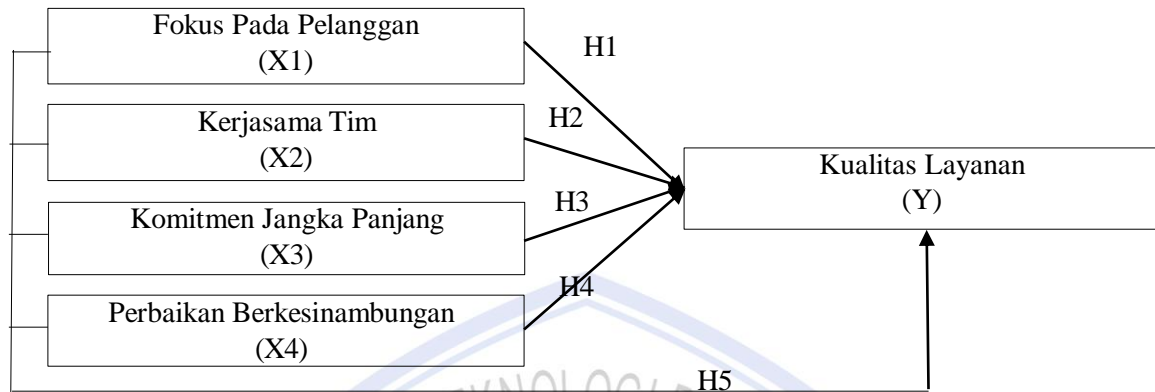 Fokus Pada Pelanggan
(X1)
H1
Kerjasama Tim
(X2)
H2
Kualitas Layanan
(Y)
Komitmen Jangka Panjang
(X3)
H3
Perbaikan Berkesinambungan
(X4)
H4
H5
TEKNOLOGI